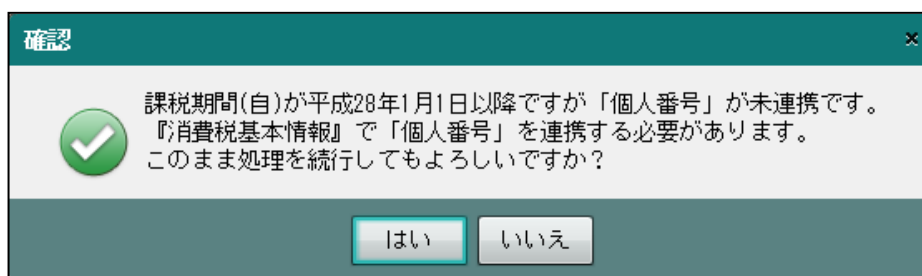 確認
×
課税期間(自)が平成28年1月1日以降ですが「個人番号」が未連携です。
『消費税基本情報』で「個人番号」を連携する必要があります。
このまま処理を続行してもよろしいですか？
はい
いいえ